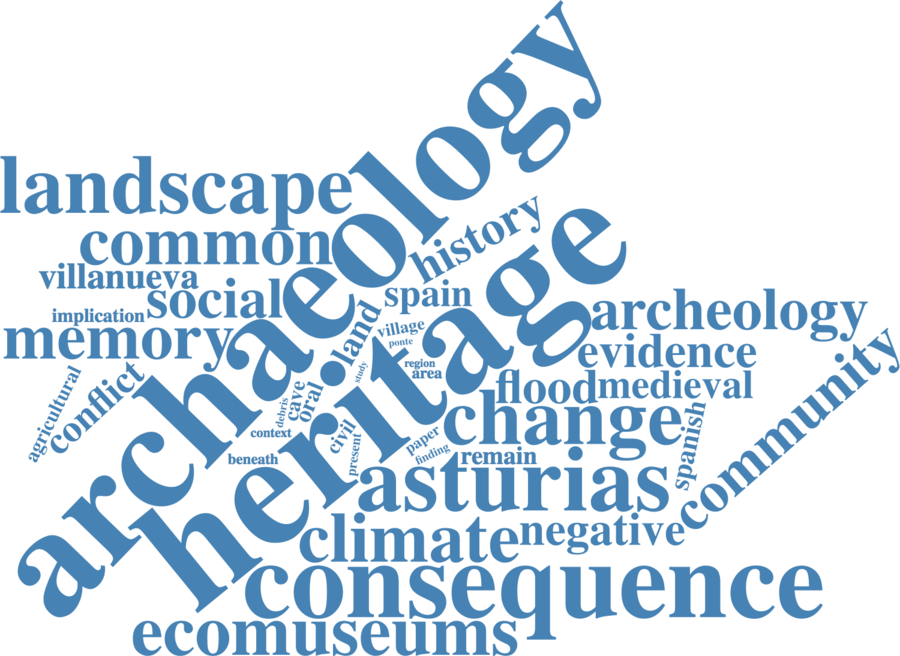 archaeology
landscape
history
heritage
common
villanueva
social
spain
land
implication
memory
village
ponte
archeology
evidence
region
area
study
agricultural
conflict
cave
oral
debris
context
flood
medieval
community
change
spanish
civil
present
paper
finding
beneath
remain
asturias
climate
negative
consequence
ecomuseums